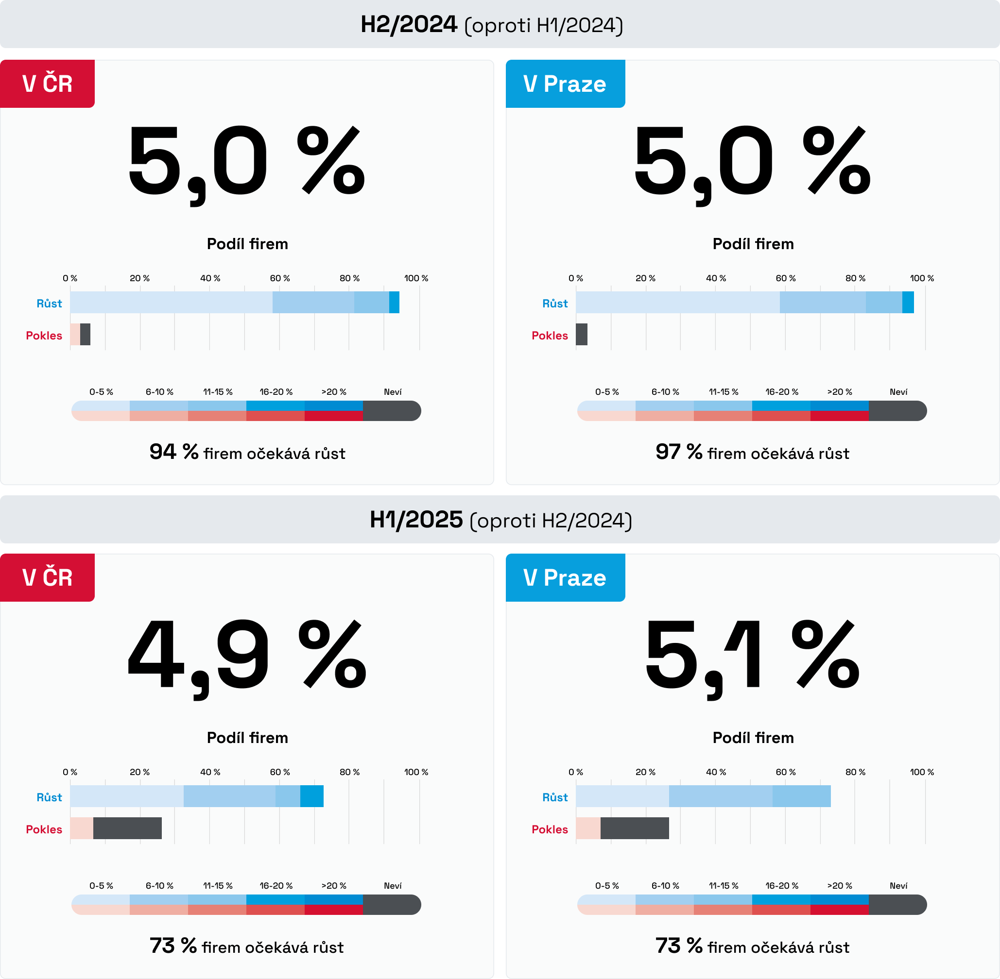 H2/2024 (oproti H1/2024)
V ČR
5,0 %
Podíl firem
0 % 20 % 40 % 60 % 80 % 100 %
Růst
Pokles
0-5 % 6-10 % 11-15 % 16-20 % >20 % Neví
94 % firem očekává růst
V Praze
5,0 %
Podíl firem
0 % 20 % 40 % 60 % 80 % 100 %
Růst
Pokles
0-5 % 6-10 % 11-15 % 16-20 % >20 % Neví
97 % firem očekává růst
H1/2025 (oproti H2/2024)
V ČR
4,9 %
Podíl firem
0 % 20 % 40 % 60 % 80 % 100 %
Růst
Pokles
0-5 % 6-10 % 11-15 % 16-20 % >20 % Neví
73 % firem očekává růst
V Praze
5,1 %
Podíl firem
0 % 20 % 40 % 60 % 80 % 100 %
Růst
Pokles
0-5 % 6-10 % 11-15 % 16-20 % >20 % Neví
73 % firem očekává růst